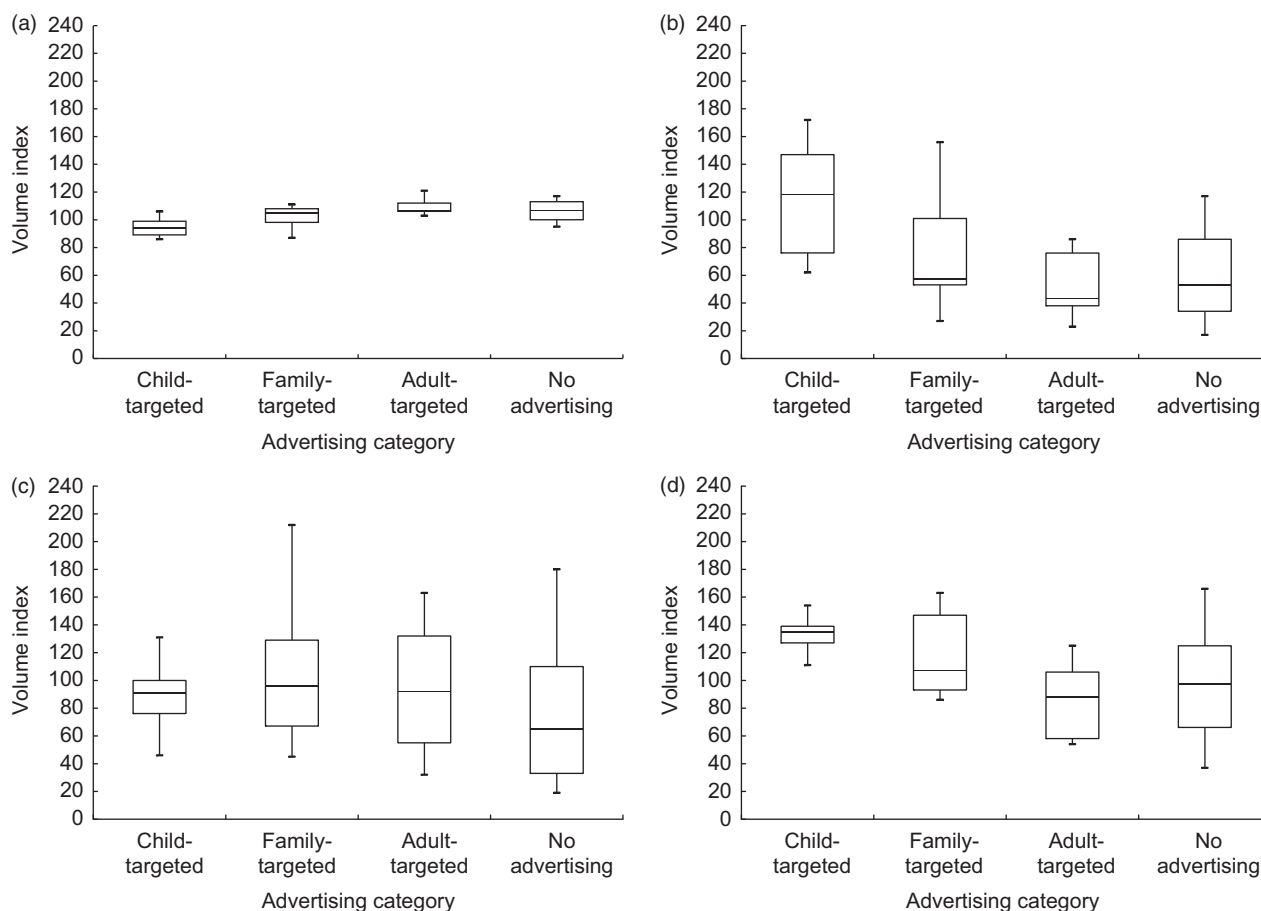 (a)
Volume index
240
220
200
180
160
140
120
100
80
60
40
20
0
Child-
targeted
Family-
targeted
Adult-
targeted
No
advertising
Advertising category
(b)
Volume index
240
220
200
180
160
140
120
100
80
60
40
20
0
Child-
targeted
Family-
targeted
Adult-
targeted
No
advertising
Advertising category
(c)
Volume index
240
220
200
180
160
140
120
100
80
60
40
20
0
Child-
targeted
Family-
targeted
Adult-
targeted
No
advertising
Advertising category
(d)
Volume index
240
220
200
180
160
140
120
100
80
60
40
20
0
Child-
targeted
Family-
targeted
Adult-
targeted
No
advertising
Advertising category